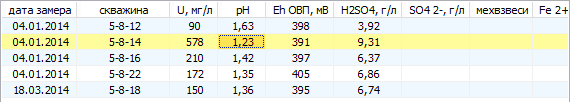 дата замера скважина U, мг/л pH Eh ОВП, мВ H2SO4, г/л SO4 2-, г/л мехвзвеси Fe 2+
04.01.2014 5-8-12 90 1,63 398 3,92
04.01.2014 5-8-14 578 1,23 391 9,31
04.01.2014 5-8-16 210 1,42 397 6,37
04.01.2014 5-8-22 172 1,35 405 6,86
18.03.2014 5-8-18 150 1,36 395 6,74